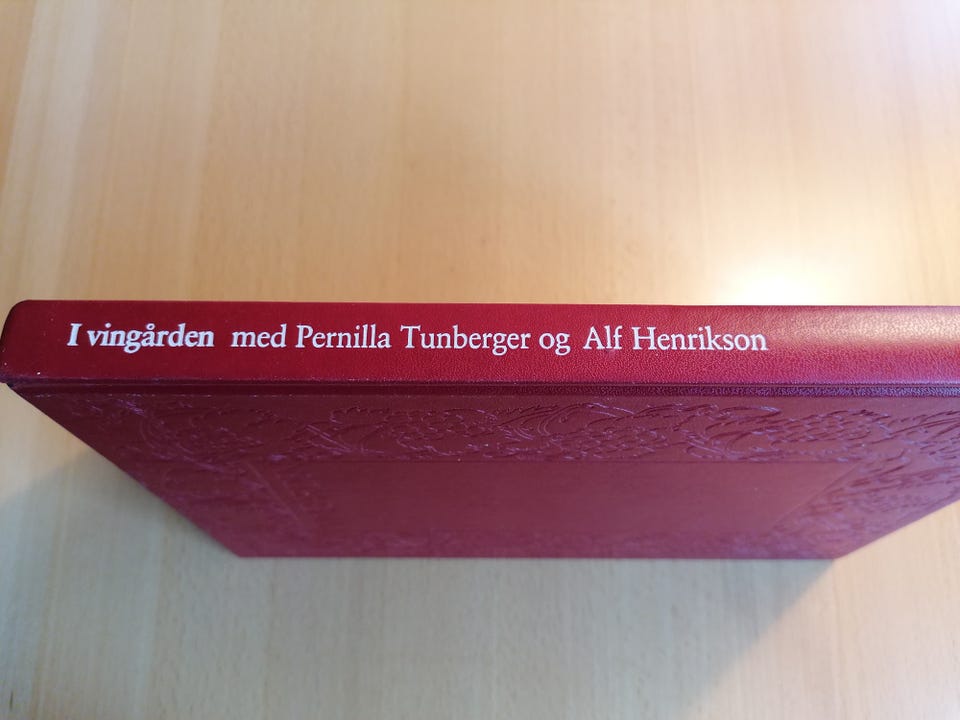 I vingården med Pernilla Tunberger og Alf Henrikson